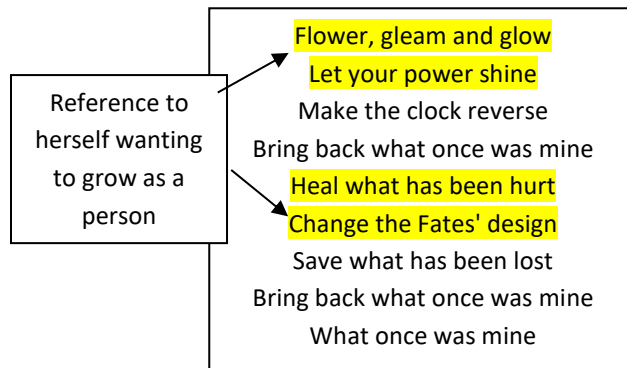 Reference to
herself wanting
to grow as a
person
Flower, gleam and glow
Let your power shine
Make the clock reverse
Bring back what once was mine
Heal what has been hurt
Change the Fates' design
Save what has been lost
Bring back what once was mine
What once was mine